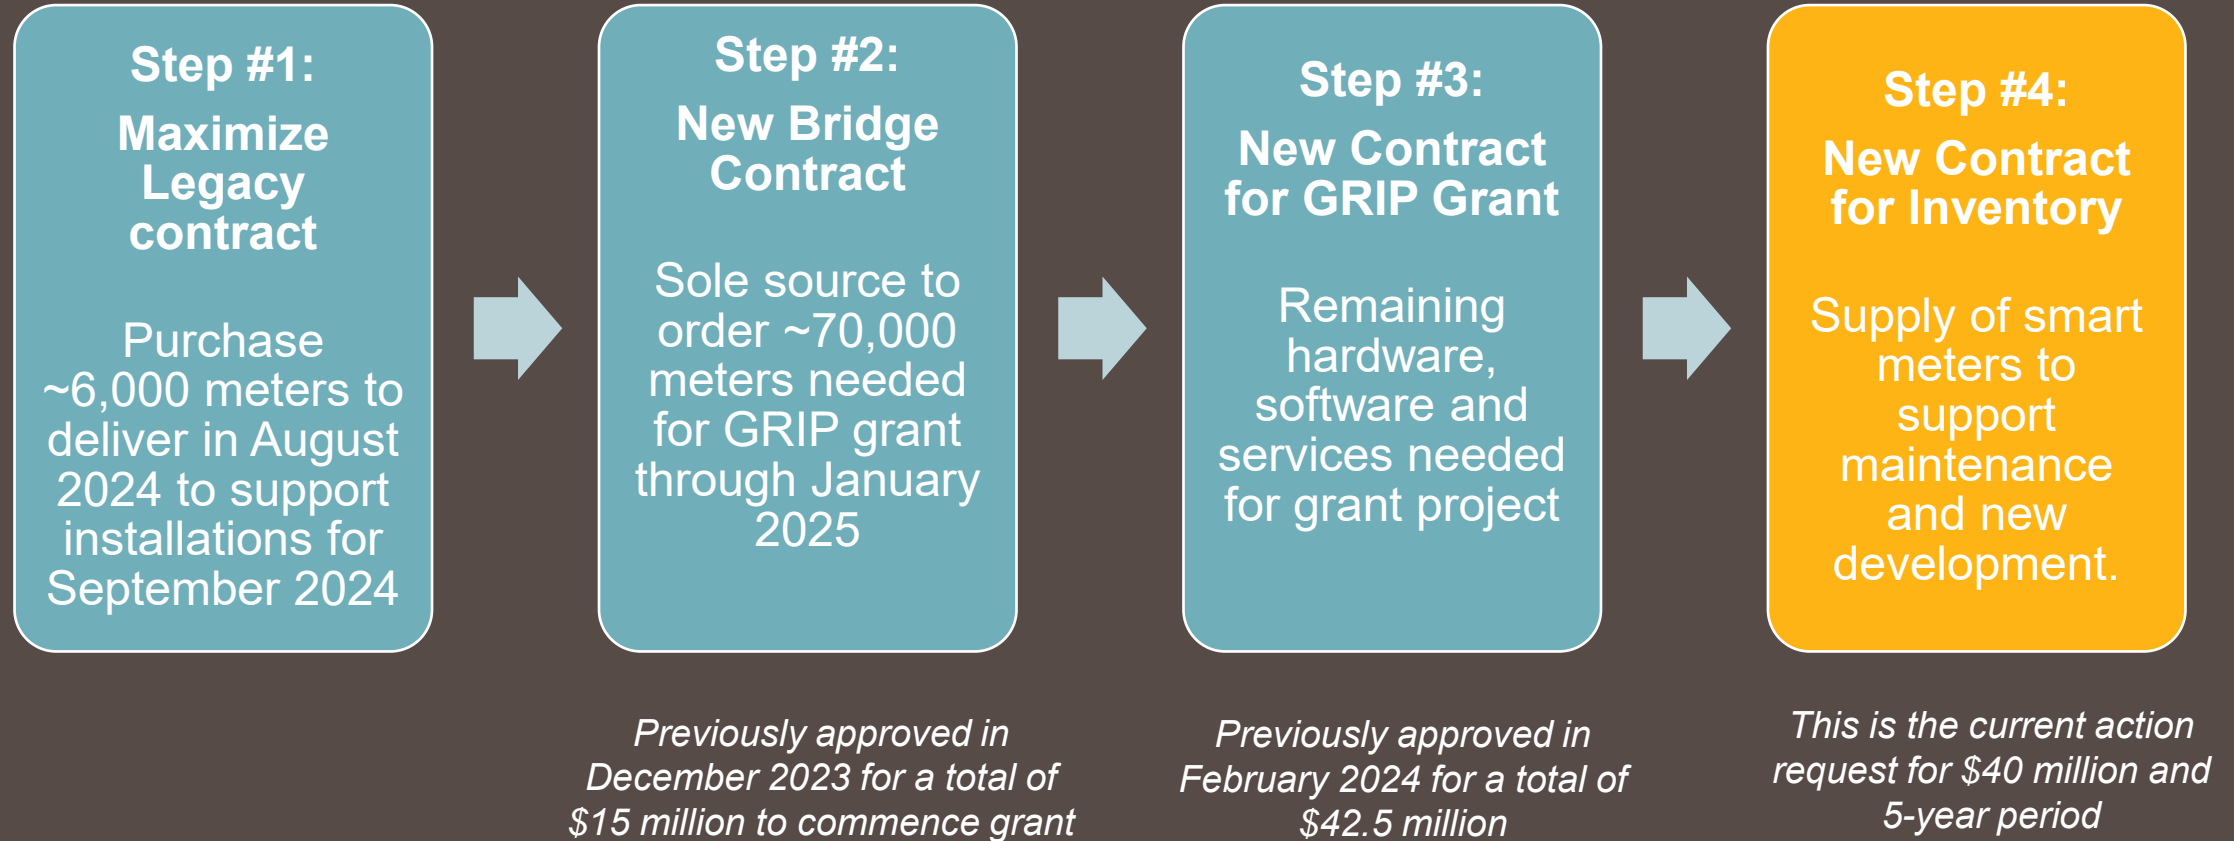 Step #1:
Maximize
Legacy
contract
Purchase
~6,000 meters to
deliver in August
2024 to support
installations for
September 2024
Step #2:
New Bridge
Contract
Sole source to
order ~70,000
meters needed
for GRIP grant
through January
2025
Previously approved in
December 2023 for a total of
$15 million to commence grant
Step #3:
New Contract
for GRIP Grant
Remaining
hardware,
software and
services needed
for grant project
Previously approved in
February 2024 for a total of
$42.5 million
Step #4:
New Contract
for Inventory
Supply of smart
meters to
support
maintenance
and new
development.
This is the current action
request for $40 million and
5-year period